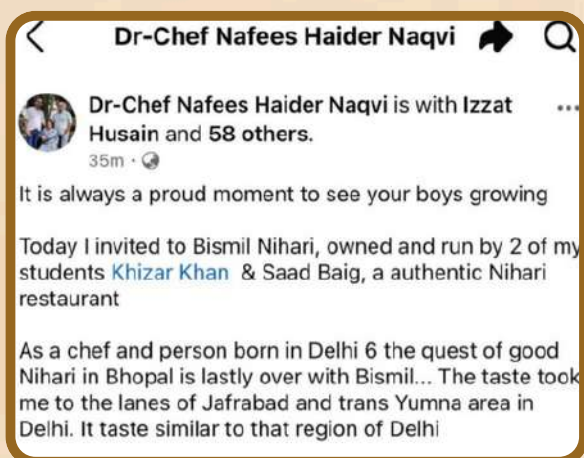 Dr-Chef Nafees Haider Naqvi
Dr-Chef Nafees Haider Naqvi is with Izzat
Husain and 58 others.
35m ·
It is always a proud moment to see your boys growing
Today I invited to Bismil Nihari, owned and run by 2 of my
students Khizar Khan & Saad Baig, a authentic Nihari
restaurant
As a chef and person born in Delhi 6 the quest of good
Nihari in Bhopal is lastly over with Bismil... The taste took
me to the lanes of Jafrabad and trans Yumna area in
Delhi. It taste similar to that region of Delhi